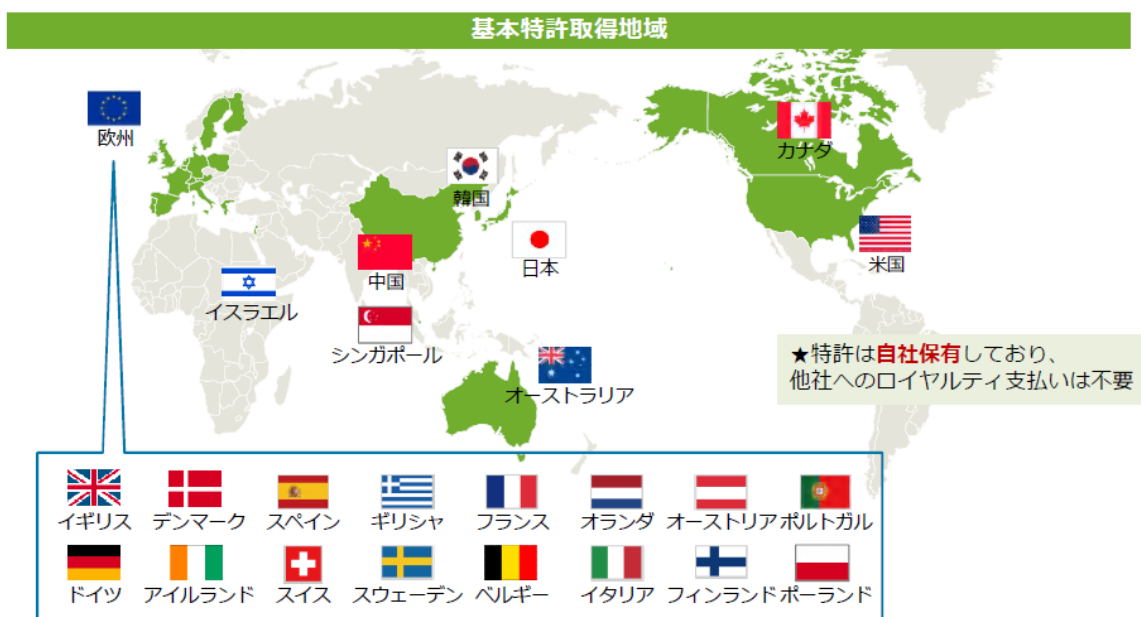 基本特許取得地域
欧州
韓国
カナダ
中国
日本
米国
イスラエル
シンガポール
オーストラリア
★特許は自社保有しており、
他社へのロイヤルティ支払いは不要
イギリス デンマーク スペイン ギリシャ フランス オランダ オーストリア ポルトガル
ドイツ アイルランド スイス スウェーデン ベルギー イタリア フィンランド ポーランド